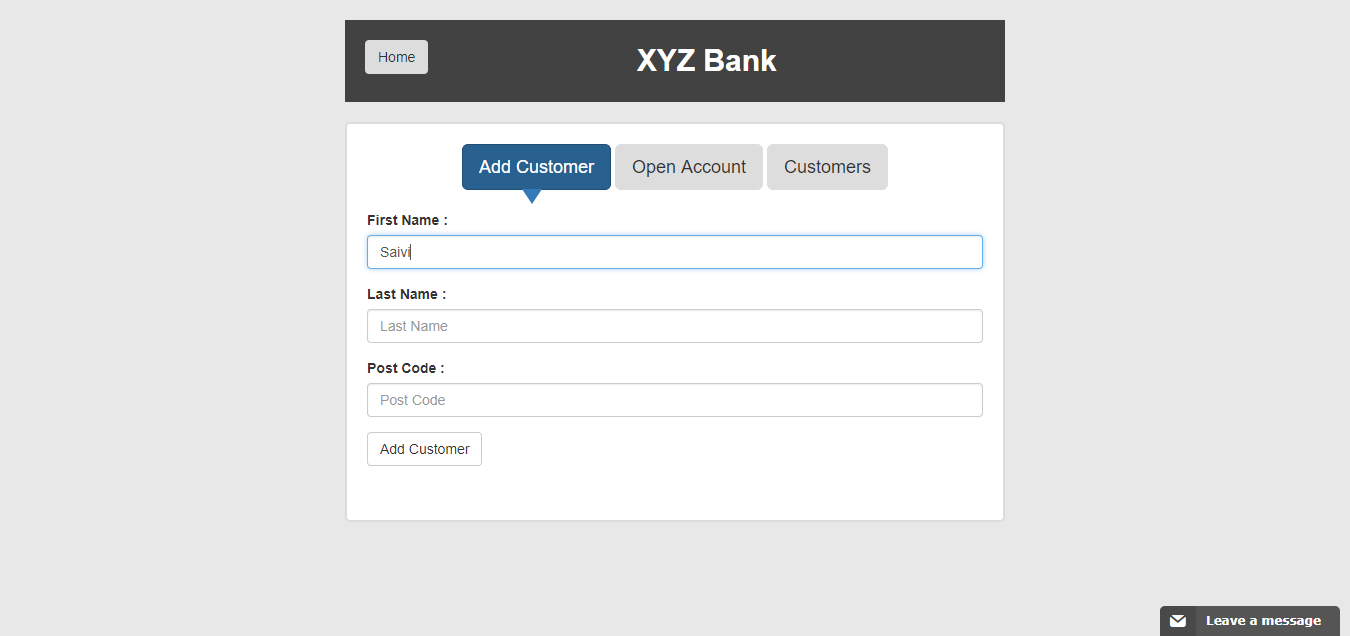 Home
XYZ Bank
Add Customer
Open Account
Customers
First Name :
Saivi
Last Name :
Last Name
Post Code :
Post Code
Add Customer
Leave a message